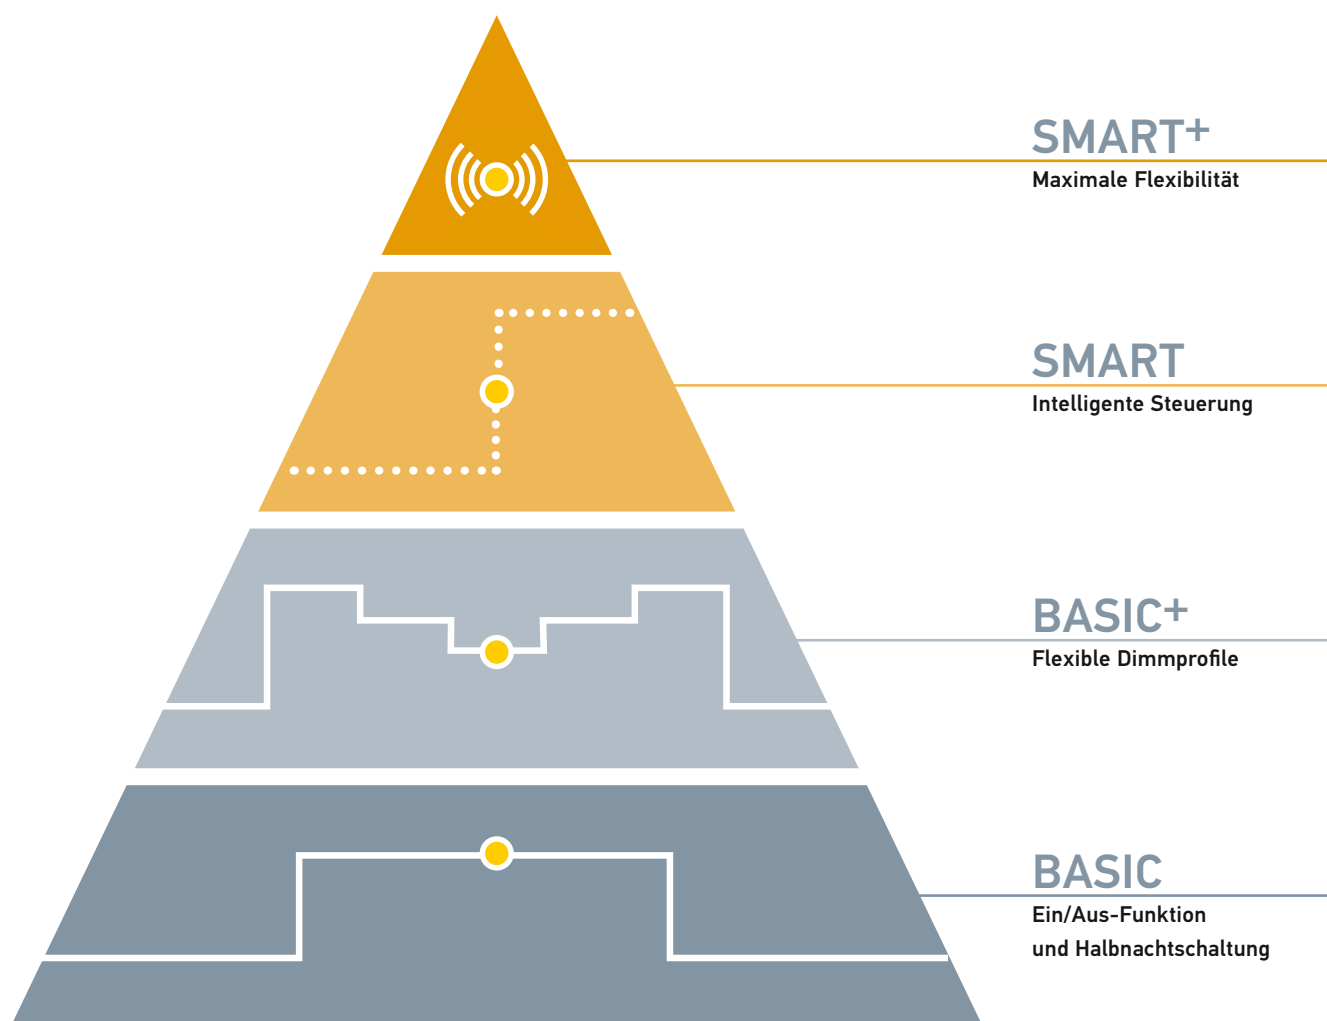 SMART+
Maximale Flexibilität
SMART
Intelligente Steuerung
BASIC+
Flexible Dimmprofile
BASIC
Ein/Aus-Funktion
und Halbnachtschaltung